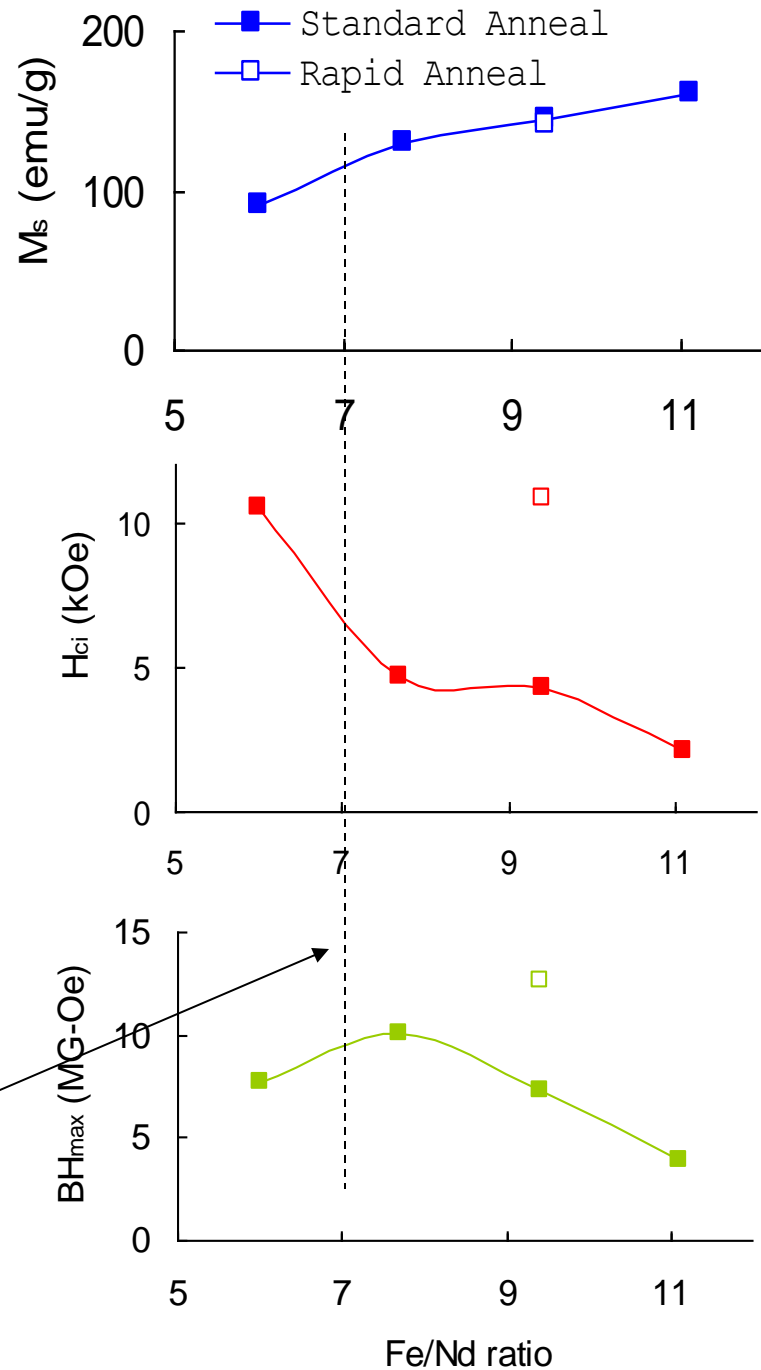 Standard Anneal
Rapid Anneal
Ms (emu/g)
200
100
0
5 7 9 11
Hci (kOe)
10
5
0
5 7 9 11
BHmax (MG-Oe)
15
10
5
0
5 7 9 11
Fe/Nd ratio